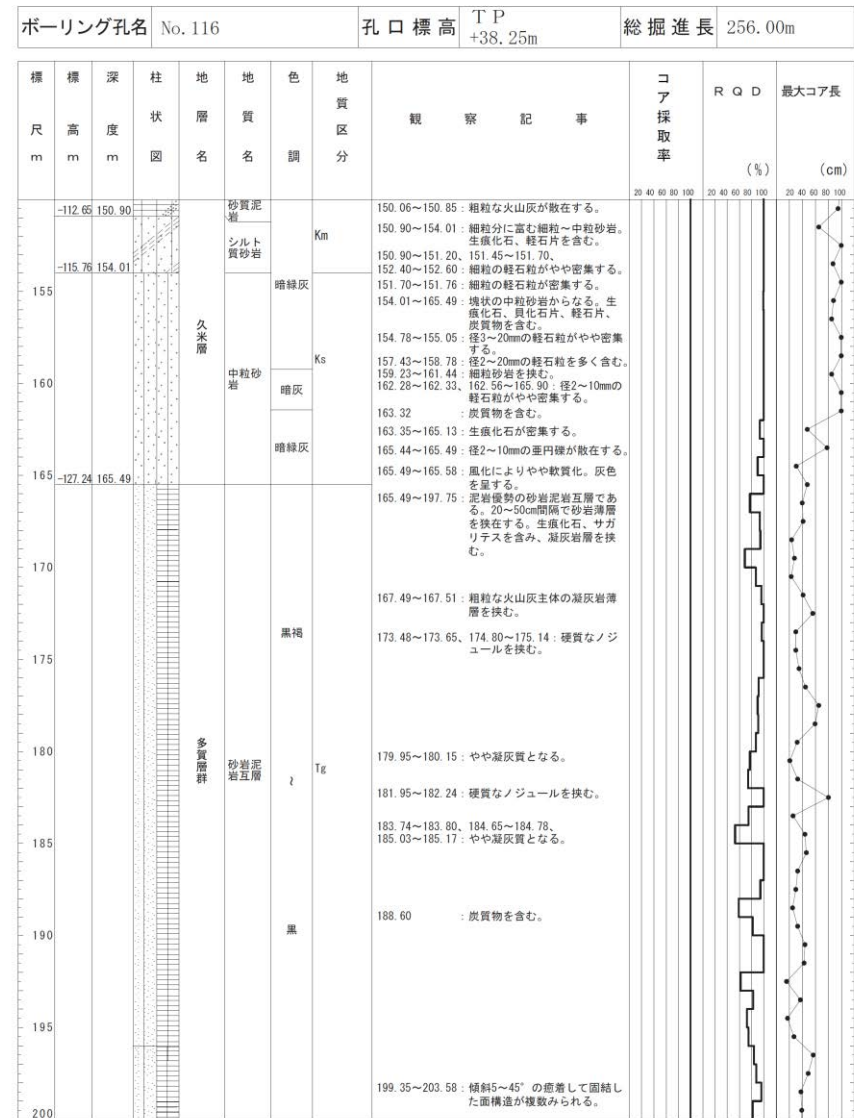 ボーリング孔名 No.116 孔口標高 TP +38.25m 総掘進長 256.00m
標尺 m
標高 m
深度 m
柱状図
地層名
地質名
色調
地質区分
観察記事
コア採取率
RQD (%)
最大コア長 (cm)
20 40 60 80 100 20 40 60 80 100 20 40 60 80 100
-112.65 150.90
-115.76 154.01
-127.24 165.49
155
160
165
170
175
180
185
190
195
200
久米層
多賀層群
砂質泥岩
シルト質砂岩
中粒砂岩
砂岩泥岩互層
暗緑灰
暗灰
暗緑灰
黒褐
~
黒
Km
Ks
Tg
150.06~150.85:粗粒な火山灰が散在する。
150.90~154.01:細粒分に富む細粒~中粒砂岩。
生痕化石、軽石片を含む。
150.90~151.20、151.45~151.70、
152.40~152.60:細粒の軽石粒がやや密集する。
151.70~151.76:細粒の軽石粒が密集する。
154.01~165.49:塊状の中粒砂岩からなる。生
痕化石、貝化石片、軽石片、
炭質物を含む。
154.78~155.05:径3~20mmの軽石粒がやや密集
する。
157.43~158.78:径2~20mmの軽石粒を多く含む。
159.23~161.44:細粒砂岩を挟む。
162.28~162.33、162.56~165.90:径2~10mmの
軽石粒がやや密集する。
163.32 :炭質物を含む。
163.35~165.13:生痕化石が密集する。
165.44~165.49:径2~10mmの亜円礫が散在する。
165.49~165.58:風化によりやや軟質化。灰色
を呈する。
165.49~197.75:泥岩優勢の砂岩泥岩互層であ
る。20~50cm間隔で砂岩薄層
を狭在する。生痕化石、サガ
リテスを含み、凝灰岩層を挟
む。
167.49~167.51:粗粒な火山灰主体の凝灰岩薄
層を挟む。
173.48~173.65、174.80~175.14:硬質なノジ
ュールを挟む。
179.95~180.15:やや凝灰質となる。
181.95~182.24:硬質なノジュールを挟む。
183.74~183.80、184.65~184.78、
185.03~185.17:やや凝灰質となる。
188.60 :炭質物を含む。
199.35~203.58:傾斜5~45°の癒着して固結し
た面構造が複数みられる。